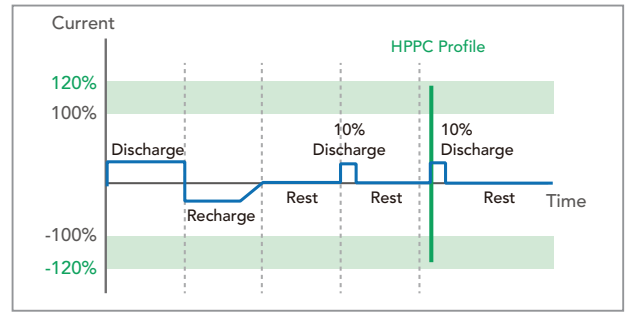 Current
HPPC Profile
120%
100%
10%
Discharge
10%
Discharge
Discharge
Rest
Rest
Rest
Time
Recharge
-100%
-120%